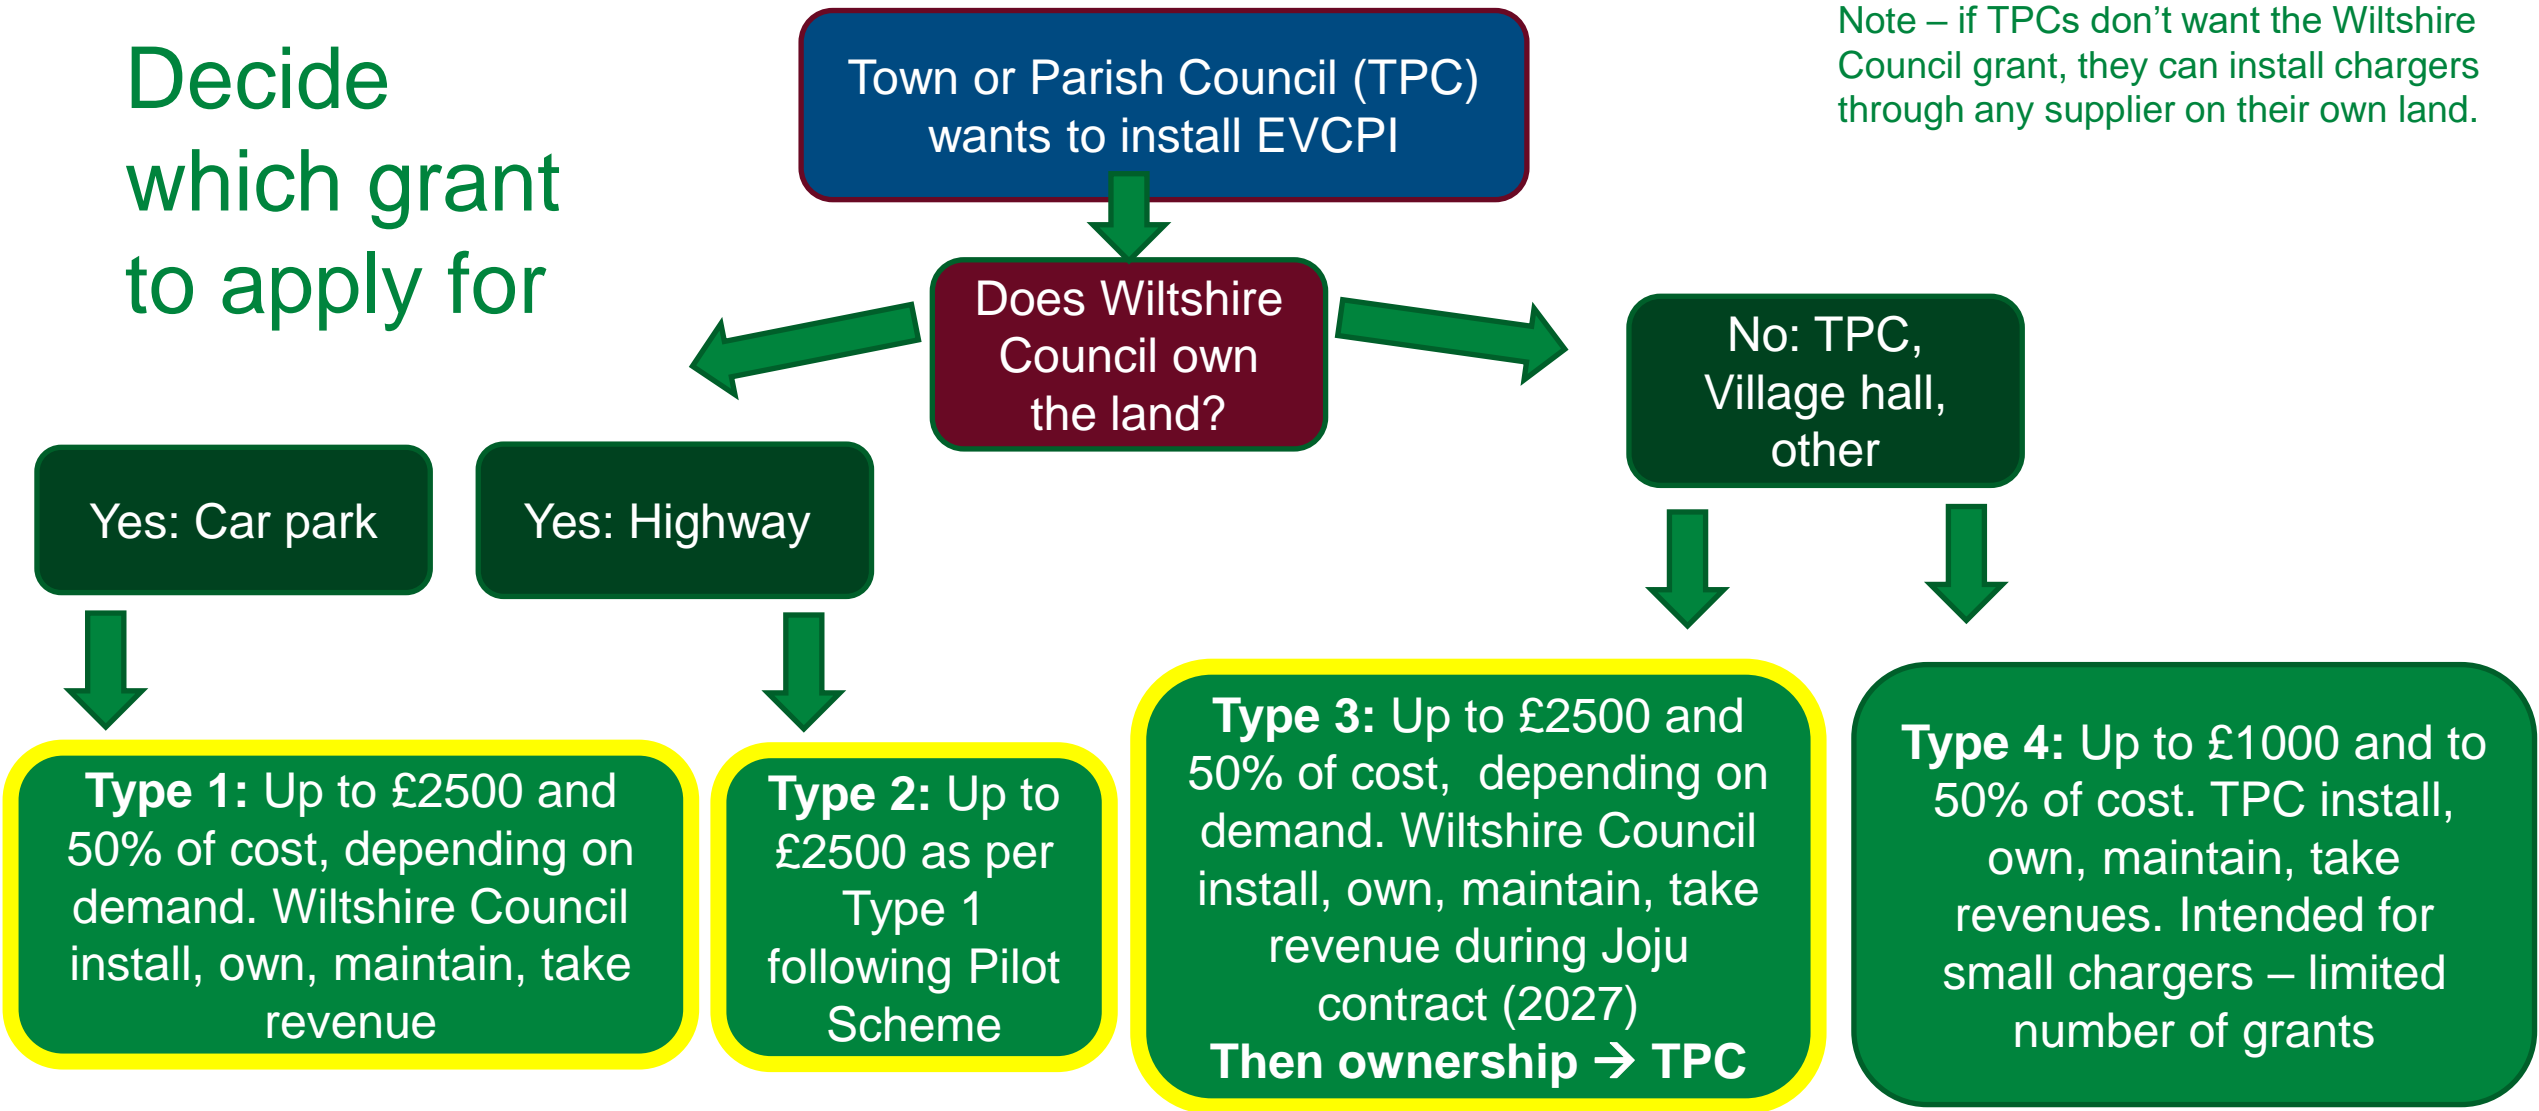 Decide
which grant
to apply for
Town or Parish Council (TPC)
wants to install EVCPI
Note – if TPCs don’t want the Wiltshire
Council grant, they can install chargers
through any supplier on their own land.
Does Wiltshire
Council own
the land?
No: TPC,
Village hall,
other
Yes: Car park
Yes: Highway
Type 1: Up to £2500 and
50% of cost, depending on
demand. Wiltshire Council
install, own, maintain, take
revenue
Type 2: Up to
£2500 as per
Type 1
following Pilot
Scheme
Type 3: Up to £2500 and
50% of cost, depending on
demand. Wiltshire Council
install, own, maintain, take
revenue during Joju
contract (2027)
Then ownership → TPC
Type 4: Up to £1000 and to
50% of cost. TPC install,
own, maintain, take
revenues. Intended for
small chargers – limited
number of grants